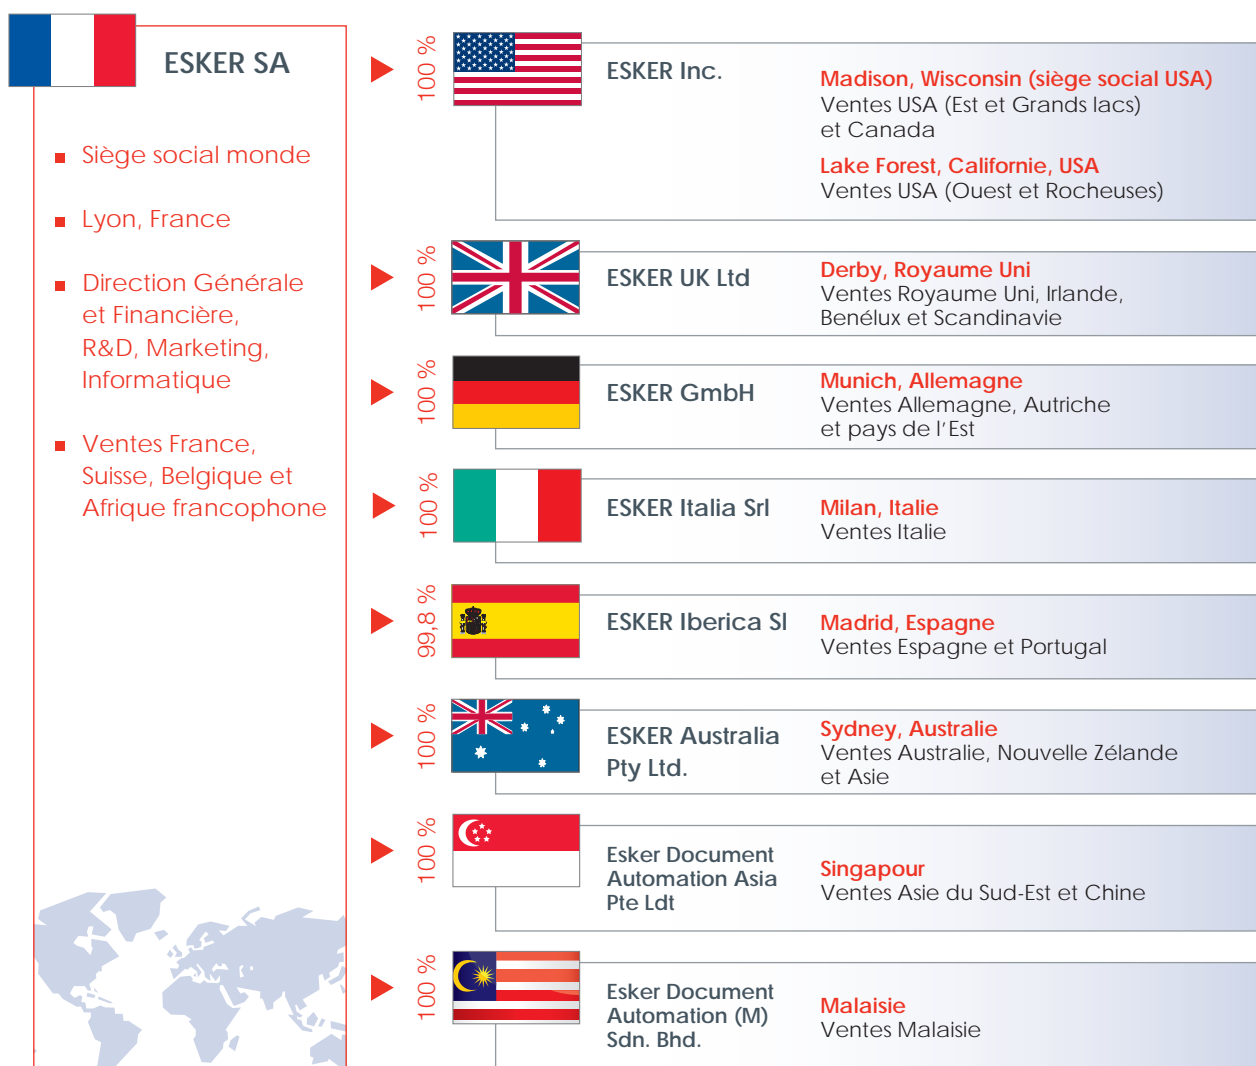 ESKER SA
Siège social monde
Lyon, France
Direction Générale
et Financière,
R&D, Marketing,
Informatique
Ventes France,
Suisse, Belgique et
Afrique francophone
100 %
ESKER Inc.
Madison, Wisconsin (siège social USA)
Ventes USA (Est et Grands lacs)
et Canada
Lake Forest, Californie, USA
Ventes USA (Ouest et Rocheuses)
100 %
ESKER UK Ltd
Derby, Royaume Uni
Ventes Royaume Uni, Irlande,
Benélux et Scandinavie
100 %
ESKER GmbH
Munich, Allemagne
Ventes Allemagne, Autriche
et pays de l’Est
100 %
ESKER Italia Srl
Milan, Italie
Ventes Italie
99,8 %
ESKER Iberica Sl
Madrid, Espagne
Ventes Espagne et Portugal
100 %
ESKER Australia
Pty Ltd.
Sydney, Australie
Ventes Australie, Nouvelle Zélande
et Asie
100 %
Esker Document
Automation Asia
Pte Ldt
Singapour
Ventes Asie du Sud-Est et Chine
100 %
Esker Document
Automation (M)
Sdn. Bhd.
Malaisie
Ventes Malaisie